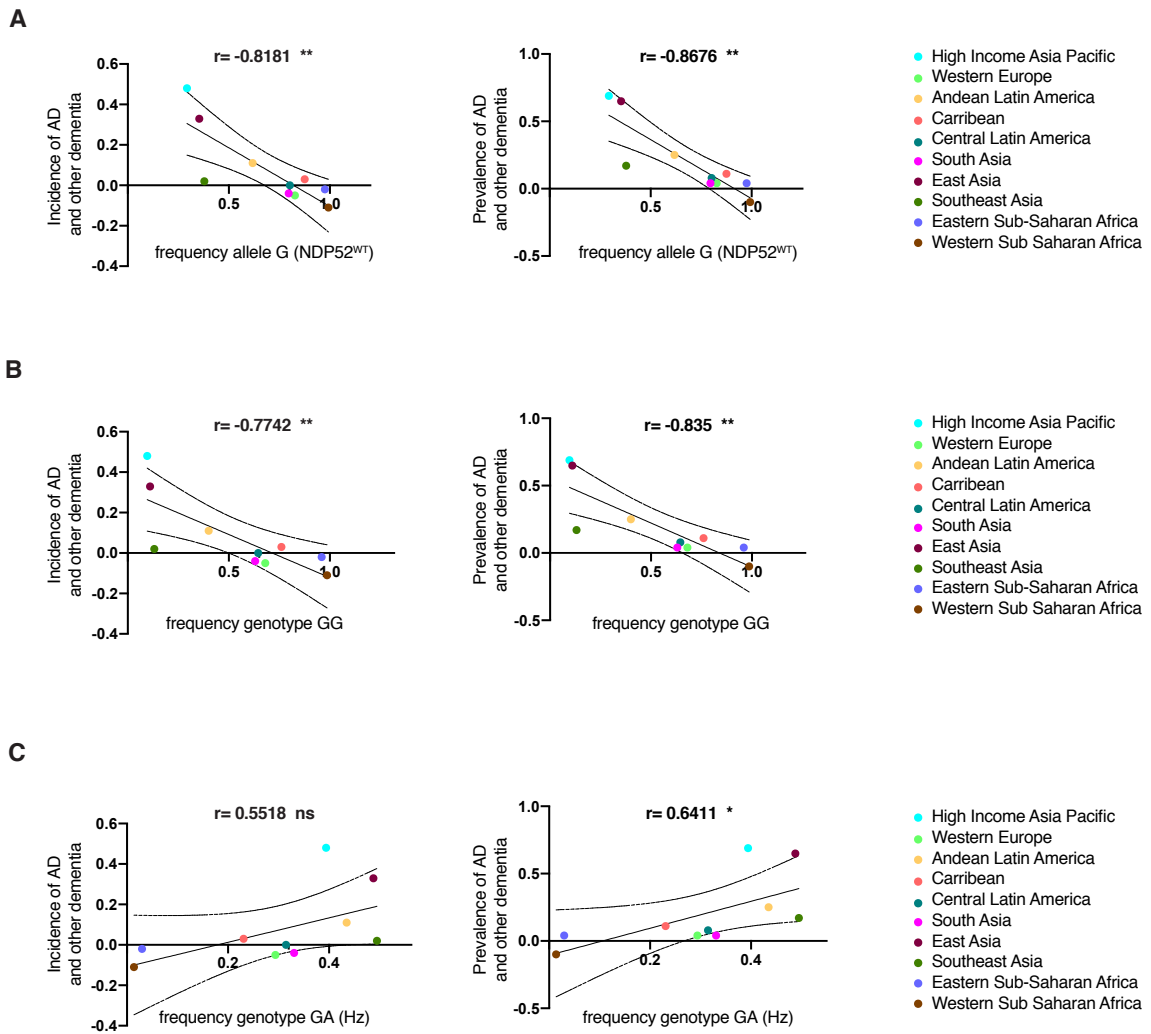 A
r= -0.8181 **
Incidence of AD
and other dementia
0.6
0.4
0.2
0.0
-0.2
-0.4
0.5
1.0
frequency allele G (NDP52WT)
r= -0.8676 **
Prevalence of AD
and other dementia
1.0
0.5
0.0
-0.5
0.5
1.0
frequency allele G (NDP52WT)
High Income Asia Pacific
Western Europe
Andean Latin America
Carribean
Central Latin America
South Asia
East Asia
Southeast Asia
Eastern Sub-Saharan Africa
Western Sub Saharan Africa
B
r= -0.7742 **
Incidence of AD
and other dementia
0.6
0.4
0.2
0.0
-0.2
-0.4
0.5
1.0
frequency genotype GG
r= -0.835 **
Prevalence of AD
and other dementia
1.0
0.5
0.0
-0.5
0.5
1.0
frequency genotype GG
High Income Asia Pacific
Western Europe
Andean Latin America
Carribean
Central Latin America
South Asia
East Asia
Southeast Asia
Eastern Sub-Saharan Africa
Western Sub Saharan Africa
C
r= 0.5518 ns
Incidence of AD
and other dementia
0.6
0.4
0.2
0.0
-0.2
-0.4
0.2
0.4
frequency genotype GA (Hz)
r= 0.6411 *
Prevalence of AD
and other dementia
1.0
0.5
0.0
-0.5
0.2
0.4
frequency genotype GA (Hz)
High Income Asia Pacific
Western Europe
Andean Latin America
Carribean
Central Latin America
South Asia
East Asia
Southeast Asia
Eastern Sub-Saharan Africa
Western Sub Saharan Africa